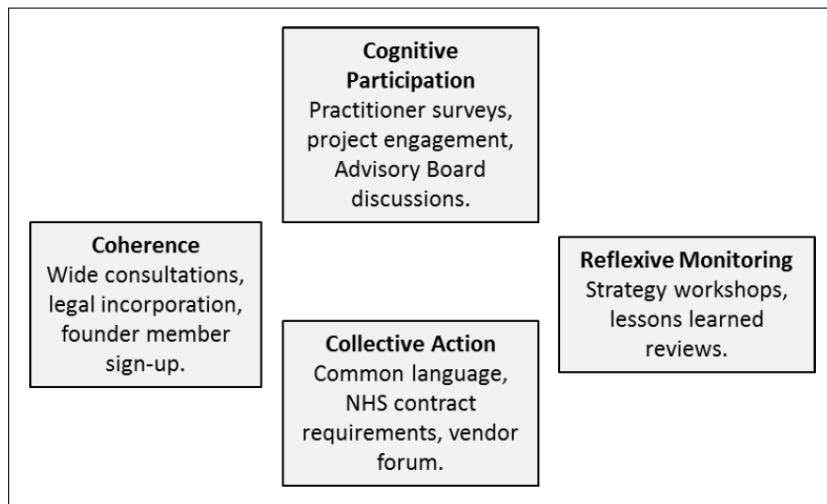 Cognitive
Participation
Practitioner surveys,
project engagement,
Advisory Board
discussions.
Coherence
Wide consultations,
legal incorporation,
founder member
sign-up.
Collective Action
Common language,
NHS contract
requirements, vendor
forum.
Reflexive Monitoring
Strategy workshops,
lessons learned
reviews.